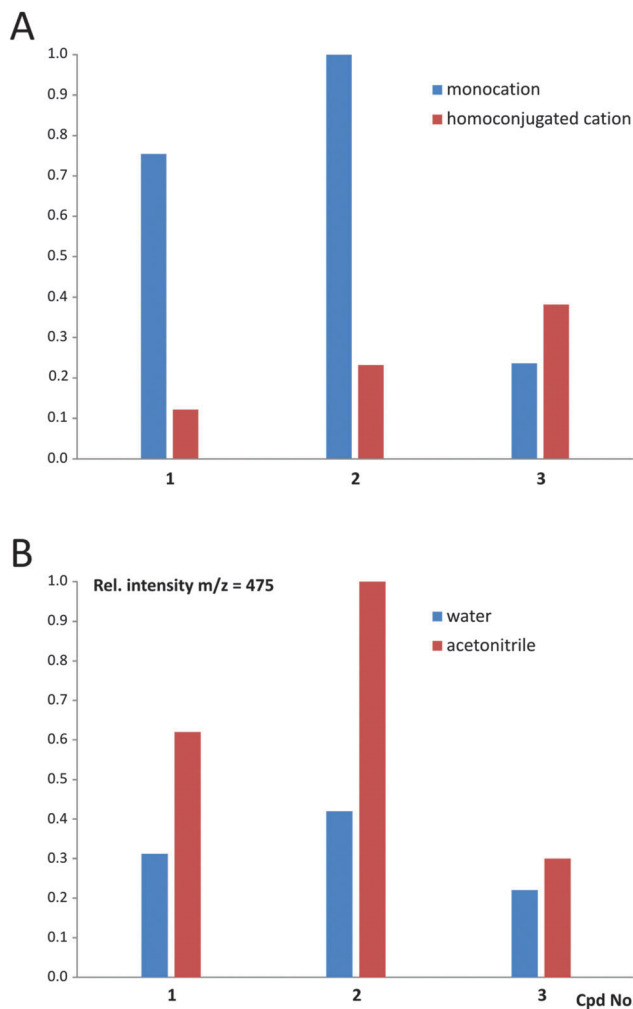 A
1.0
0.9
0.8
0.7
0.6
0.5
0.4
0.3
0.2
0.1
0.0
monocation
homoconjugated cation
1 2 3
B
Rel. intensity m/z = 475
1.0
0.9
0.8
0.7
0.6
0.5
0.4
0.3
0.2
0.1
0.0
water
acetonitrile
1 2 3 Cpd No